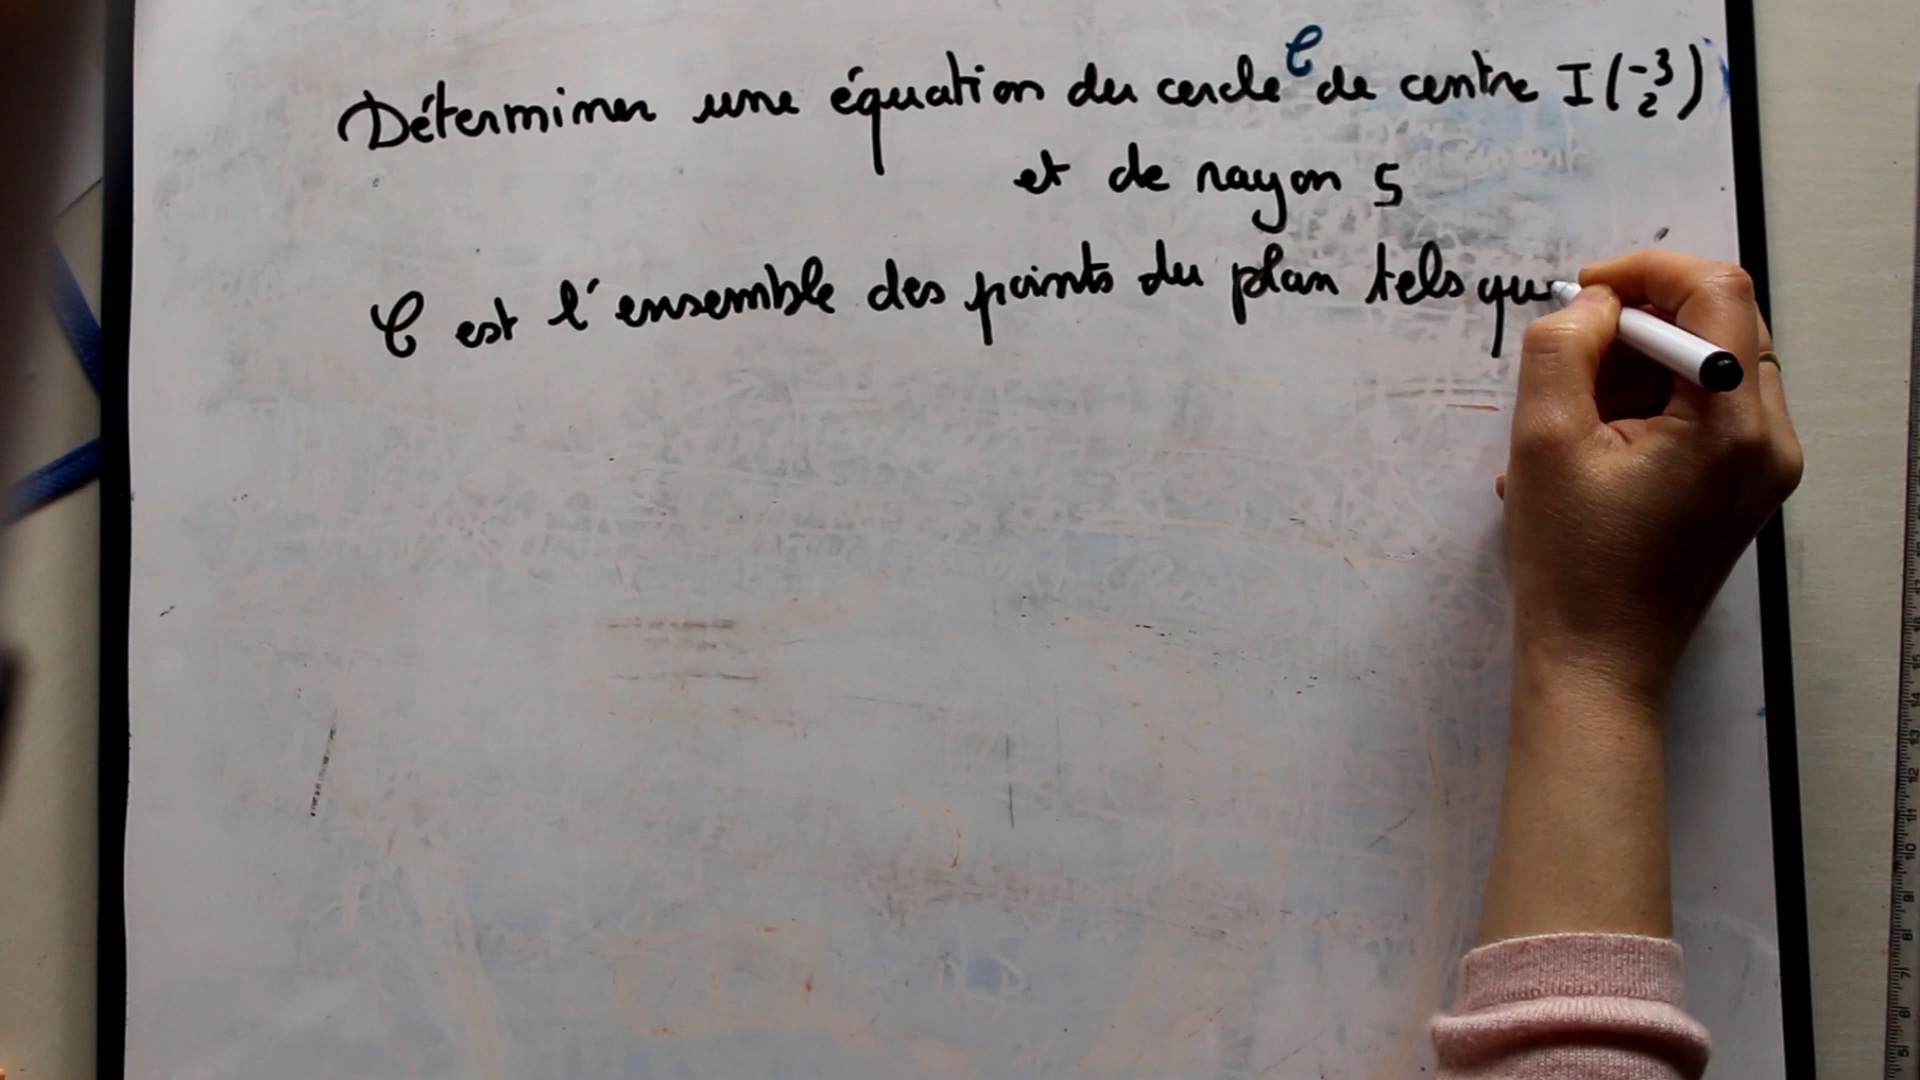 Déterminer une équation du cercle C de centre I(-3 2)
et de rayon 5
C est l'ensemble des points du plan tels que